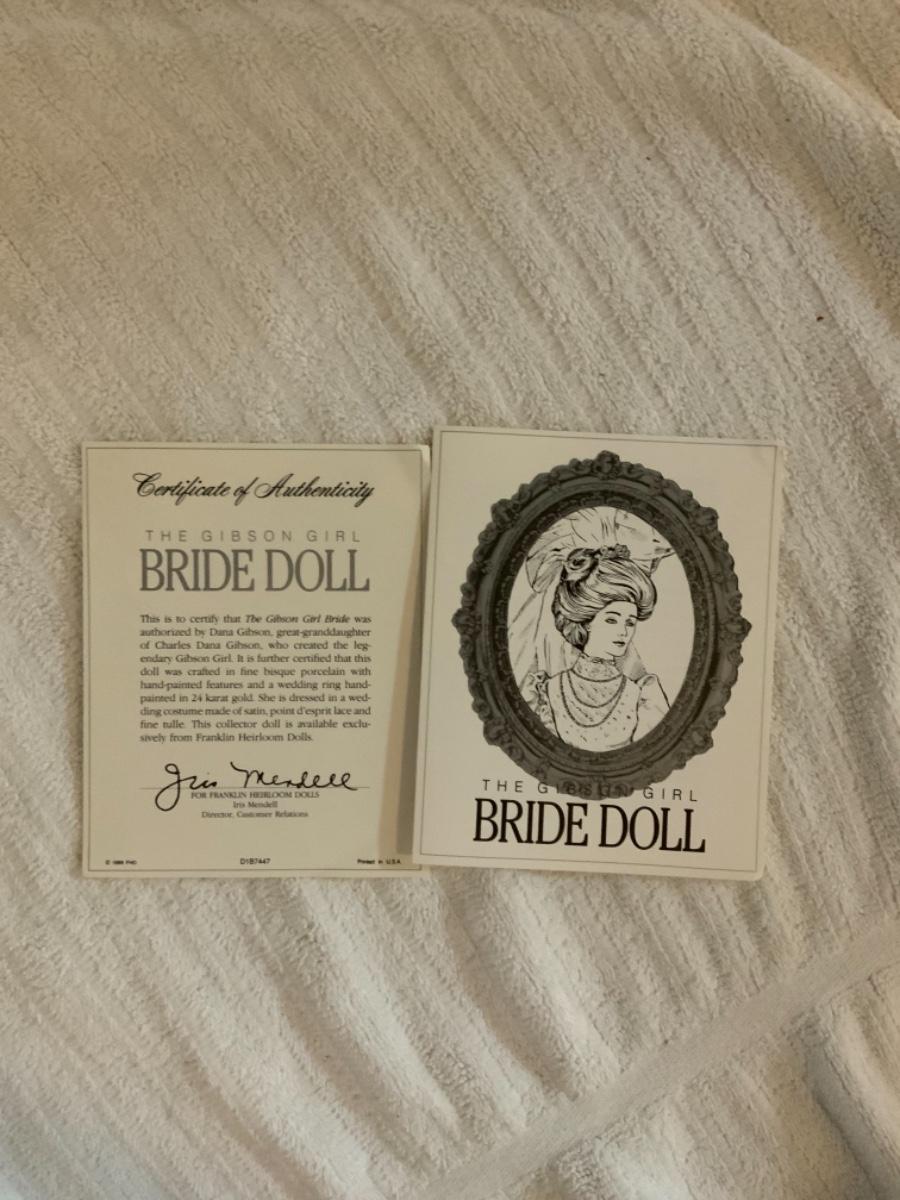 Certificate of Authenticity
THE GIBSON GIRL
BRIDE DOLL
This is to certify that The Gibson Girl Bride was
authorized by Dana Gibson, great-granddaughter
of Charles Dana Gibson, who created the leg-
endary Gibson Girl. It is further certified that this
doll was crafted in fine bisque porcelain with
hand-painted features and a wedding ring hand-
painted in 24 karat gold. She is dressed in a wed-
ding costume made of satin, point d'esprit lace and
fine tulle. This collector doll is available exclu-
sively from Franklin Heirloom Dolls.
Iris Mendell
FOR FRANKLIN HEIRLOOM DOLLS
Iris Mendell
Director, Customer Relations
D1B7447
Printed in U.S.A.
THE GIBSON GIRL
BRIDE DOLL